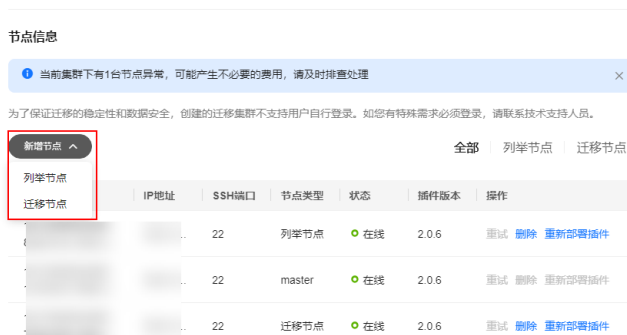 节点信息
当前集群下有1台节点异常，可能产生不必要的费用，请及时排查处理
为了保证迁移的稳定性和数据安全，创建的迁移集群不支持用户自行登录。如您有特殊需求必须登录，请联系技术支持人员。
新增节点 全部 列举节点 迁移节点
列举节点
迁移节点
IP地址 SSH端口 节点类型 状态 插件版本 操作
22 列举节点 在线 2.0.6 重试 删除 重新部署插件
22 master 在线 2.0.6 重试 删除 重新部署插件
22 迁移节点 在线 2.0.6 重试 删除 重新部署插件